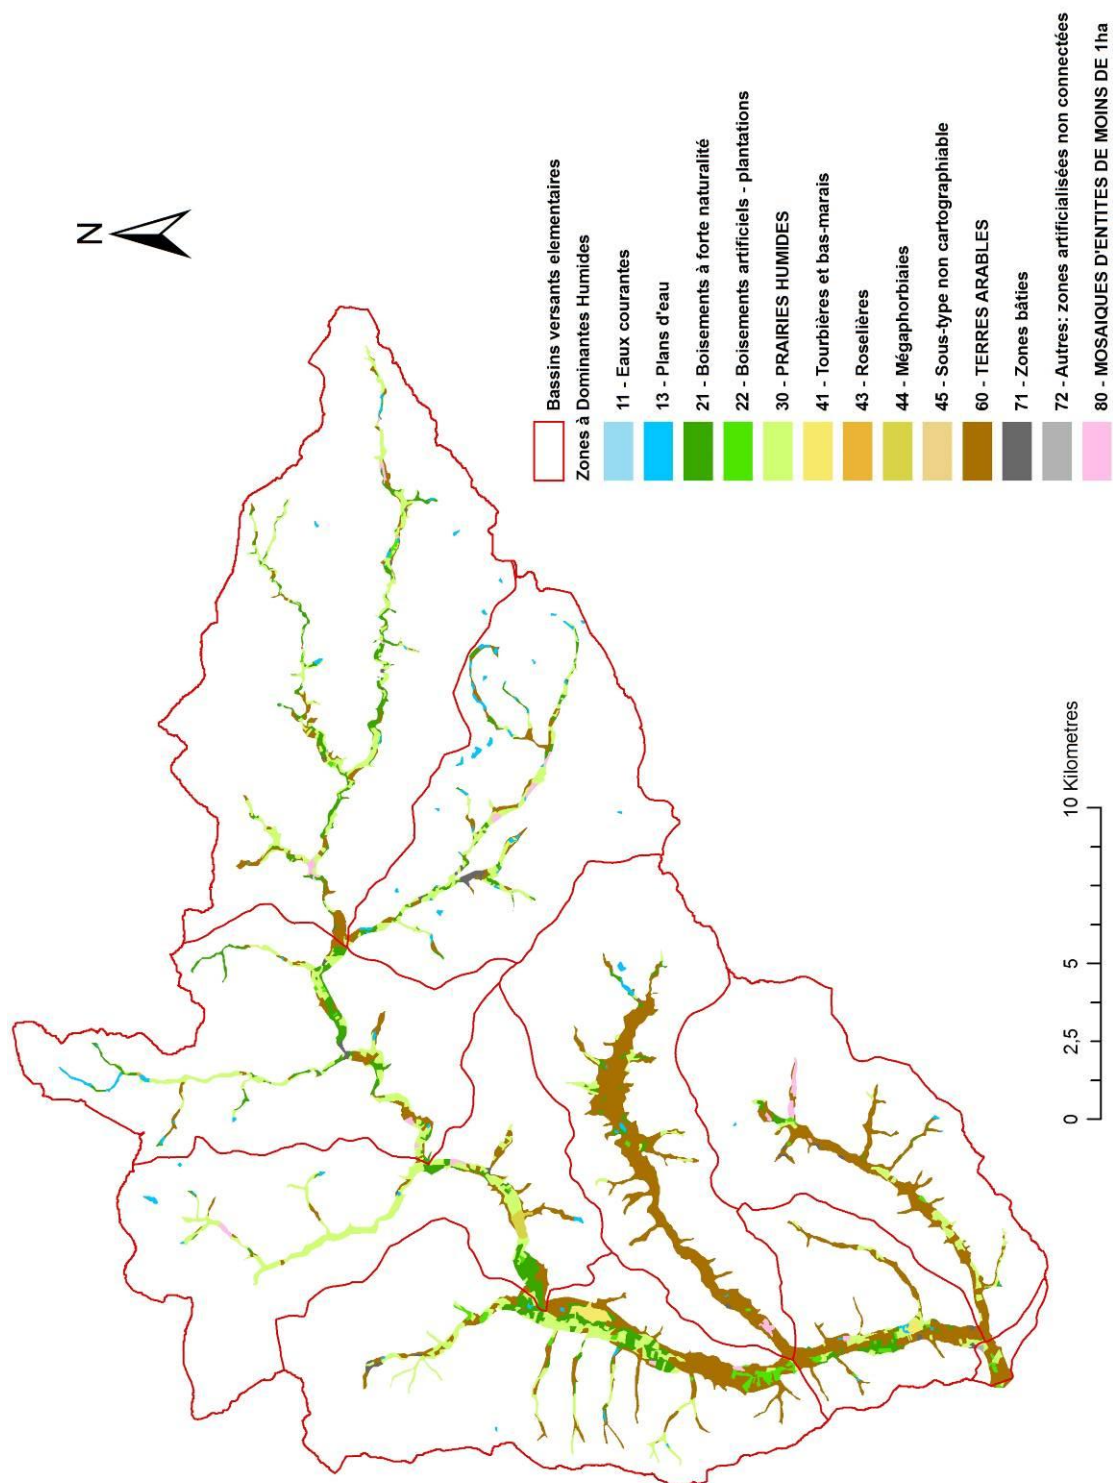 N
Bassins versants elementaires
Zones à Dominantes Humides
11 - Eaux courantes
13 - Plans d'eau
21 - Boisements à forte naturalité
22 - Boisements artificiels - plantations
30 - PRAIRIES HUMIDES
41 - Tourbières et bas-marais
43 - Roselières
44 - Mégaphorbiaies
45 - Sous-type non cartographiable
60 - TERRES ARABLES
71 - Zones bâties
72 - Autres: zones artificialisées non connectées
80 - MOSAIQUES D'ENTITES DE MOINS DE 1ha
0 2,5 5 10 Kilometres